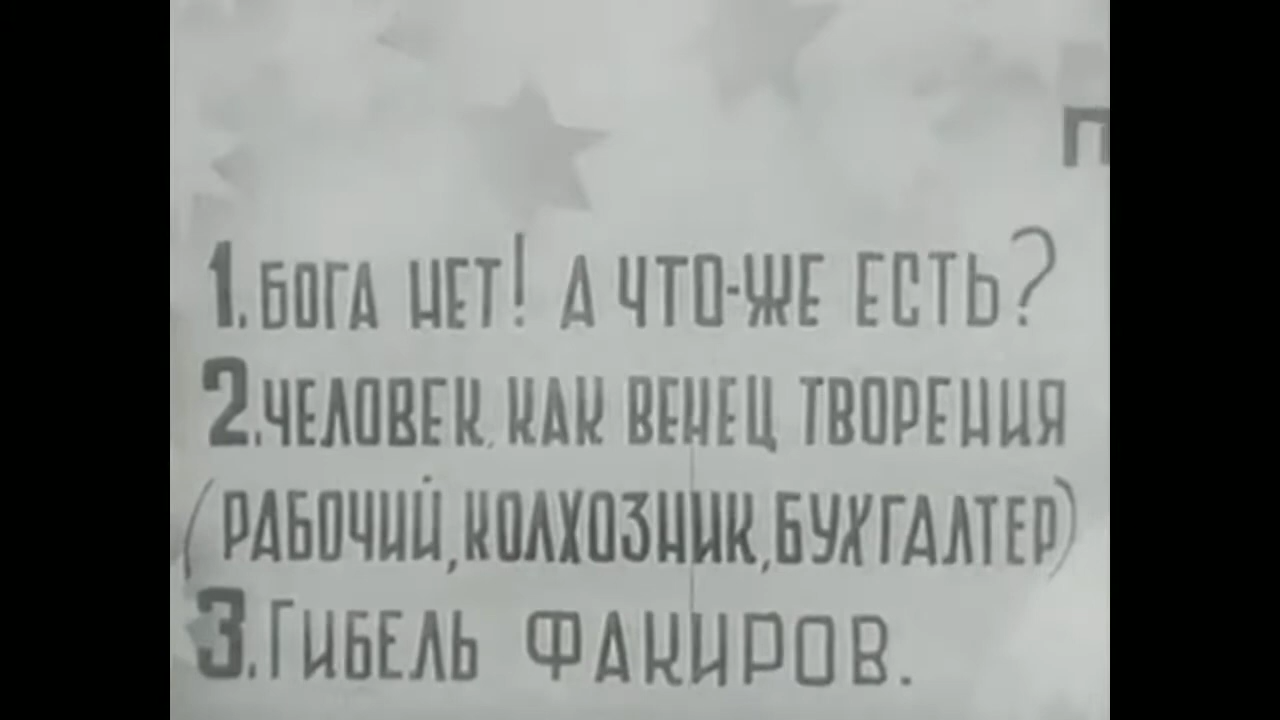 П
1. БОГА НЕТ! А ЧТО-ЖЕ ЕСТЬ?
2. ЧЕЛОВЕК, КАК ВЕНЕЦ ТВОРЕНИЯ
(РАБОЧИЙ, КОЛХОЗНИК, БУХГАЛТЕР)
3. ГИБЕЛЬ ФАКИРОВ.